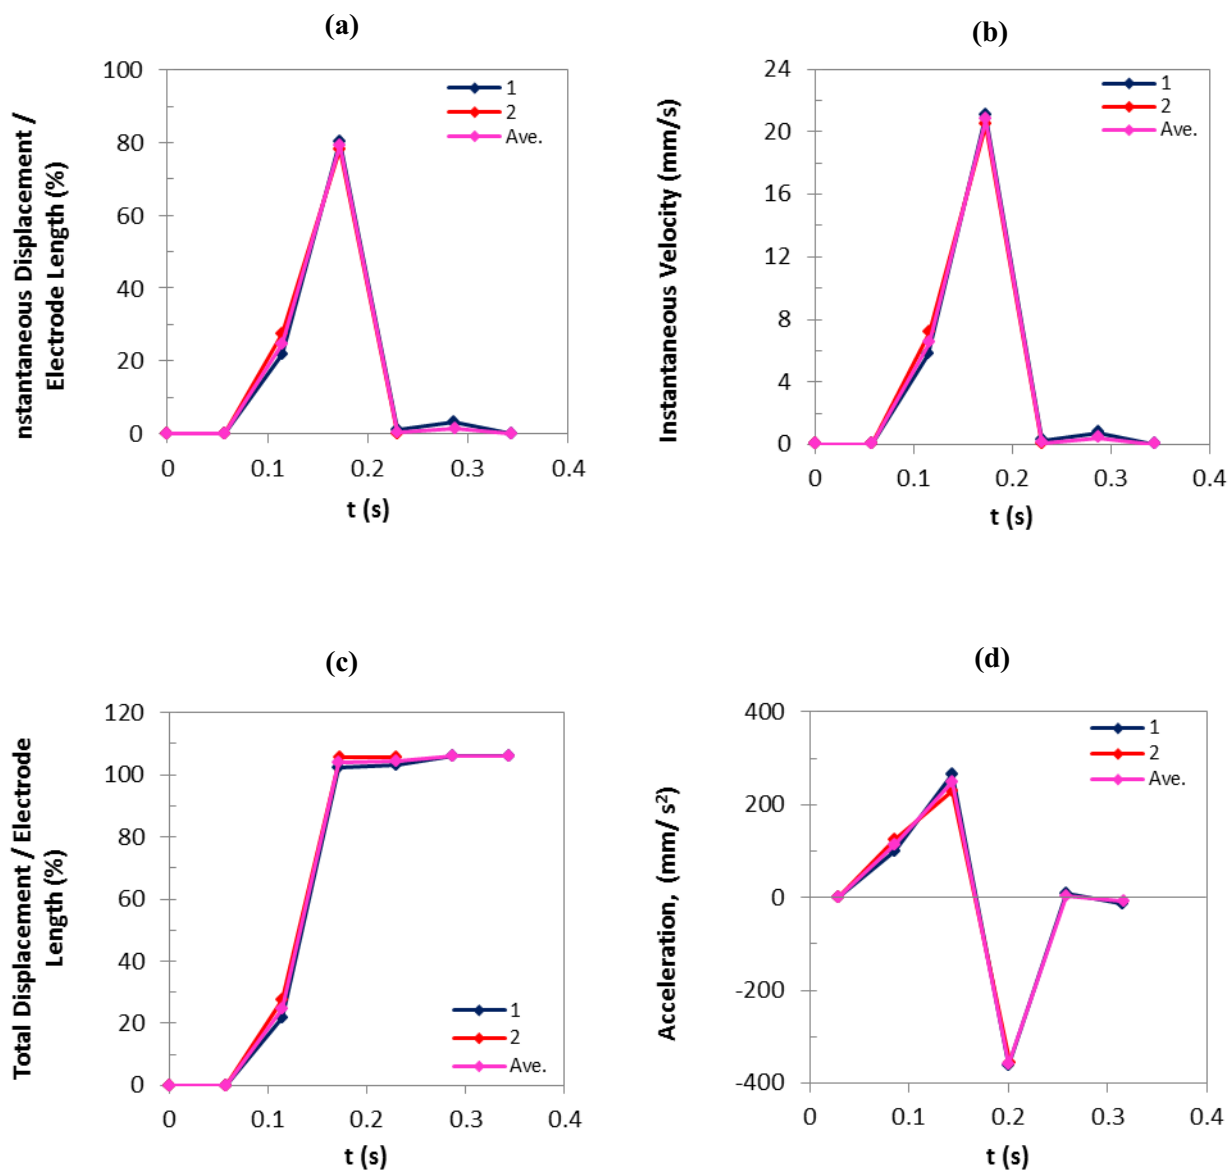 (a)
nstantaneous Displacement /
Electrode Length (%)
100
80
60
40
20
0
0 0.1 0.2 0.3 0.4
t (s)
1
2
Ave.
(b)
Instantaneous Velocity (mm/s)
24
20
16
12
8
4
0
0 0.1 0.2 0.3 0.4
t (s)
1
2
Ave.
(c)
Total Displacement / Electrode
Length (%)
120
100
80
60
40
20
0
0 0.1 0.2 0.3 0.4
t (s)
1
2
Ave.
(d)
Acceleration, (mm/ s²)
400
200
0
-200
-400
0 0.1 0.2 0.3 0.4
t (s)
1
2
Ave.